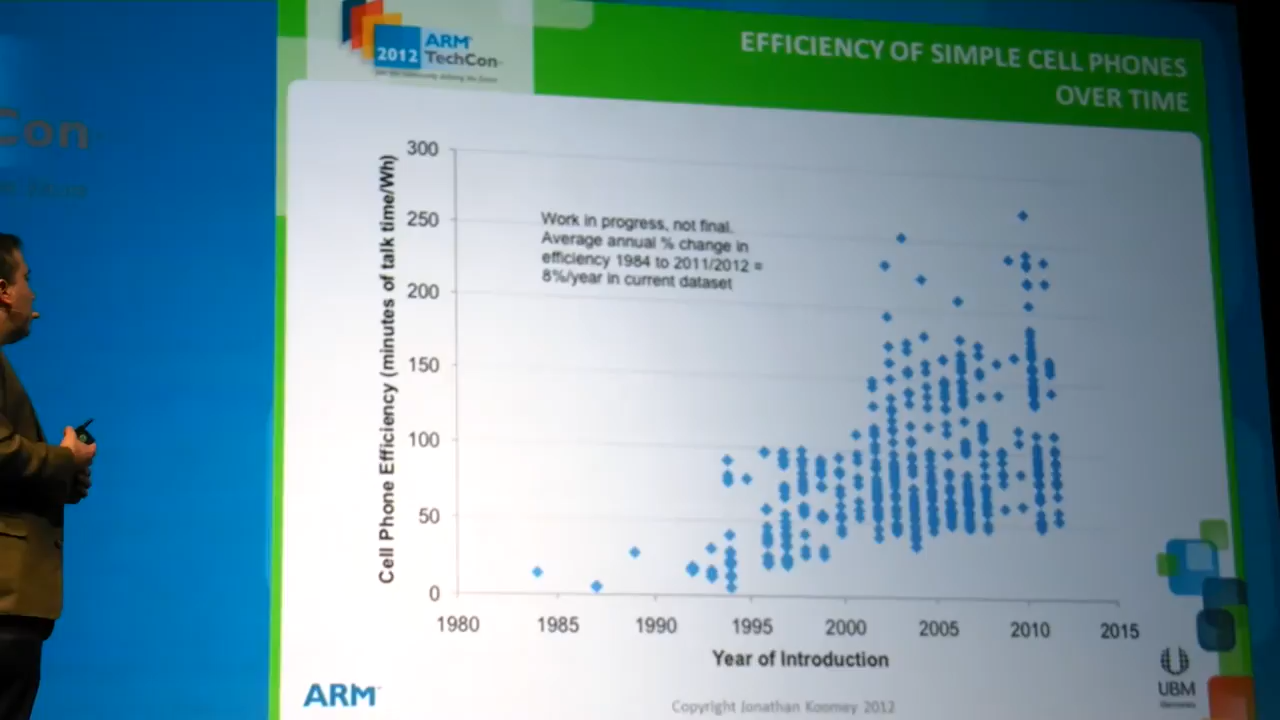 Con
2012 ARM
TechCon
EFFICIENCY OF SIMPLE CELL PHONES
OVER TIME
Cell Phone Efficiency (minutes of talk time/Wh)
300
250
200
150
100
50
0
Work in progress, not final.
Average annual % change in
efficiency 1984 to 2011/2012 =
8%/year in current dataset
1980 1985 1990 1995 2000 2005 2010 2015
Year of Introduction
ARM
Copyright Jonathan Koomey 2012
UBM